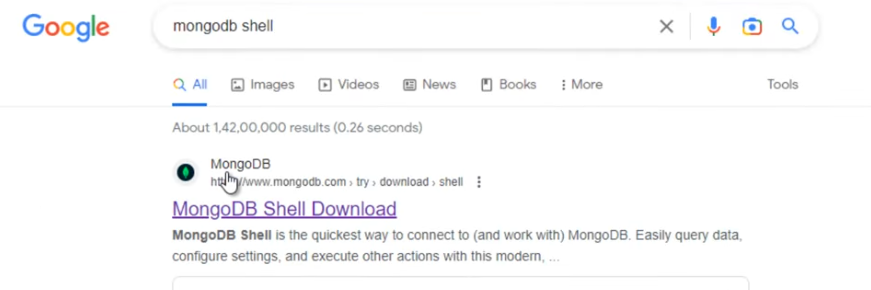 Google mongodb shell
All Images Videos News Books More Tools
About 1,42,00,000 results (0.26 seconds)
MongoDB
www.mongodb.com › try › download › shell
MongoDB Shell Download
MongoDB Shell is the quickest way to connect to (and work with) MongoDB. Easily query data,
configure settings, and execute other actions with this modern, ...